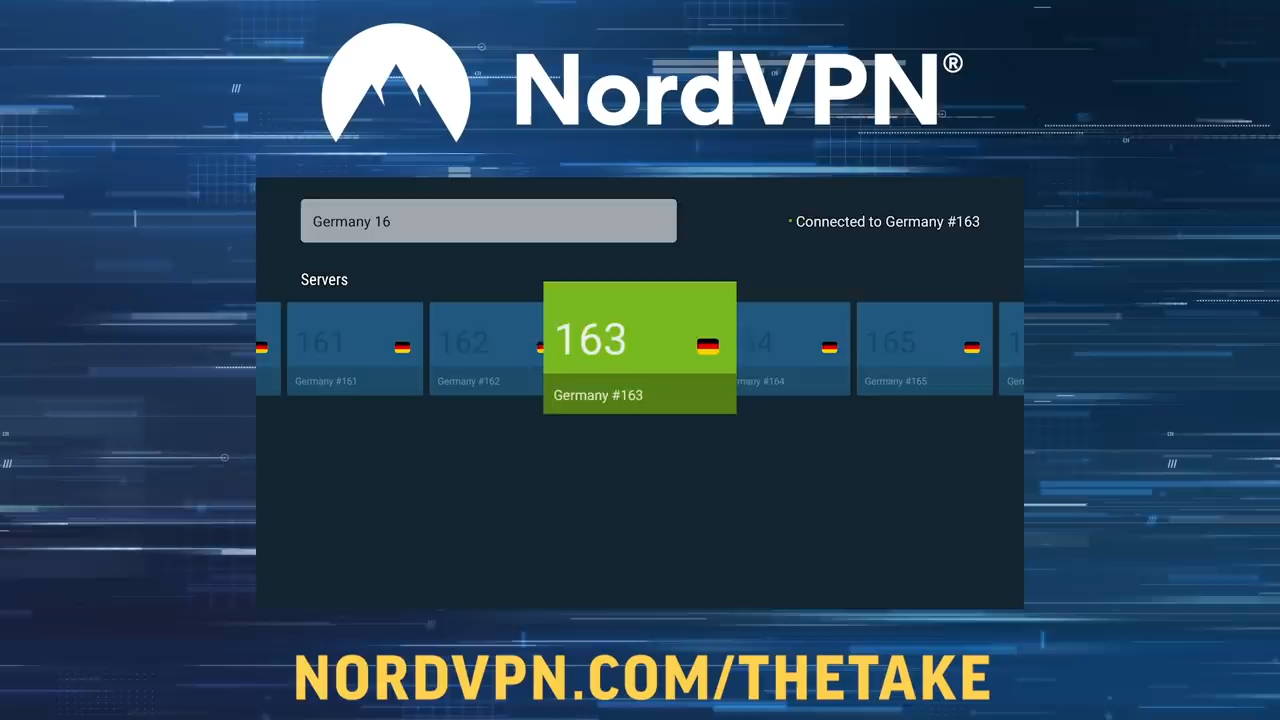 NordVPN®
Germany 16
Connected to Germany #163
Servers
161
162
163
165
Germany #161
Germany #162
Germany #163
#164
Germany #165
NORDVPN.COM/THETAKE